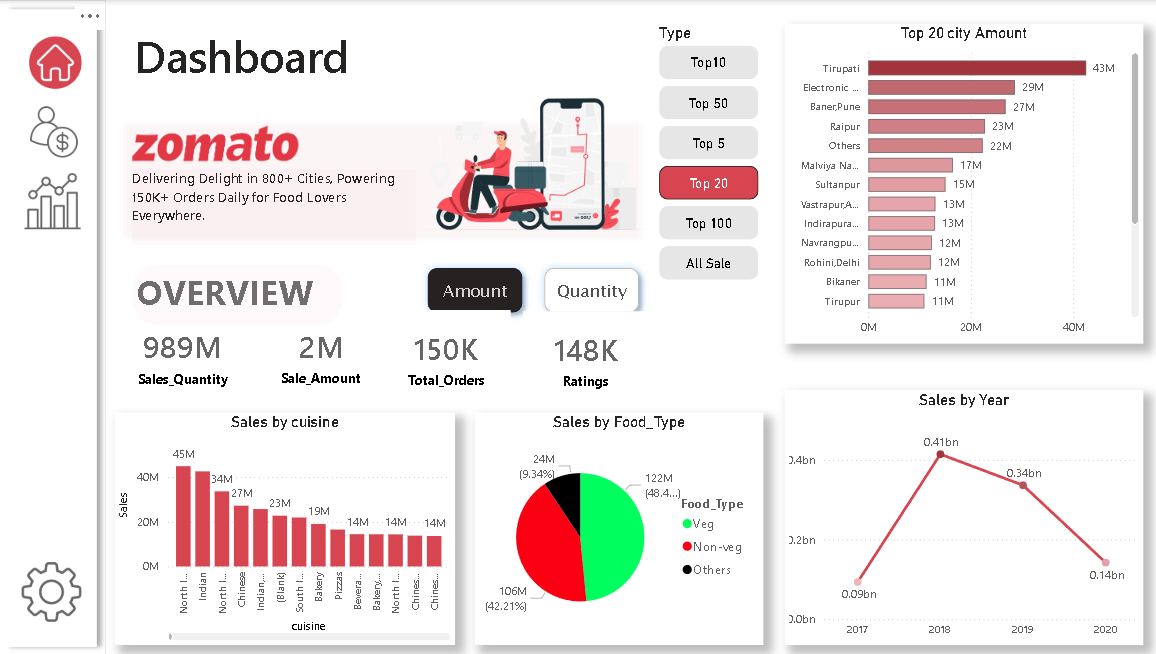 Dashboard
zomato
Delivering Delight in 800+ Cities, Powering
150K+ Orders Daily for Food Lovers
Everywhere.
Type
Top10
Top 50
Top 5
Top 20
Top 100
All Sale
OVERVIEW
Amount
Quantity
989M
Sales_Quantity
2M
Sale_Amount
150K
Total_Orders
148K
Ratings
Top 20 city Amount
Tirupati 43M
Electronic ... 29M
Baner,Pune 27M
Raipur 23M
Others 22M
Malviya Na... 17M
Sultanpur 15M
Vastrapur,A... 13M
Indirapura... 13M
Navrangpu... 12M
Rohini,Delhi 12M
Bikaner 11M
Tirupur 11M
0M 20M 40M
Sales by cuisine
Sales
40M
20M
0M
45M
34M
27M
23M
19M
14M
14M
14M
North I...
Indian
North I...
Chinese
Indian,...
(Blank)
South I...
Bakery
Pizzas
Bevera...
Bakery,...
North I...
Chines...
Chines...
cuisine
Sales by Food_Type
24M
(9.34%)
122M
(48.4...)
106M
(42.21%)
Food_Type
Veg
Non-veg
Others
Sales by Year
0.4bn
0.2bn
0.0bn
0.09bn
0.41bn
0.34bn
0.14bn
2017 2018 2019 2020